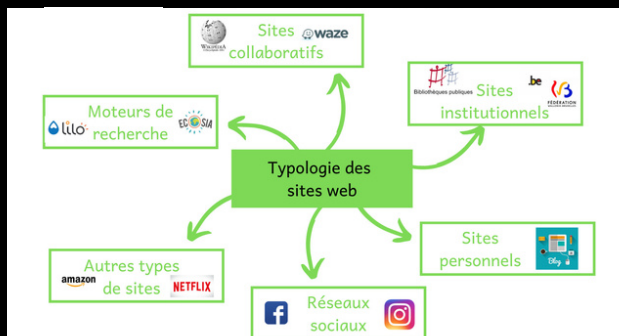 Sites
collaboratifs
WIKIPEDIA
waze
Bibliothèques publiques
.be
Sites
institutionnels
FÉDÉRATION
Moteurs de
recherche
lilo
ECOSIA
Typologie des
sites web
Sites
personnels
Blog
Autres types
de sites
amazon
NETFLIX
Réseaux
sociaux
f